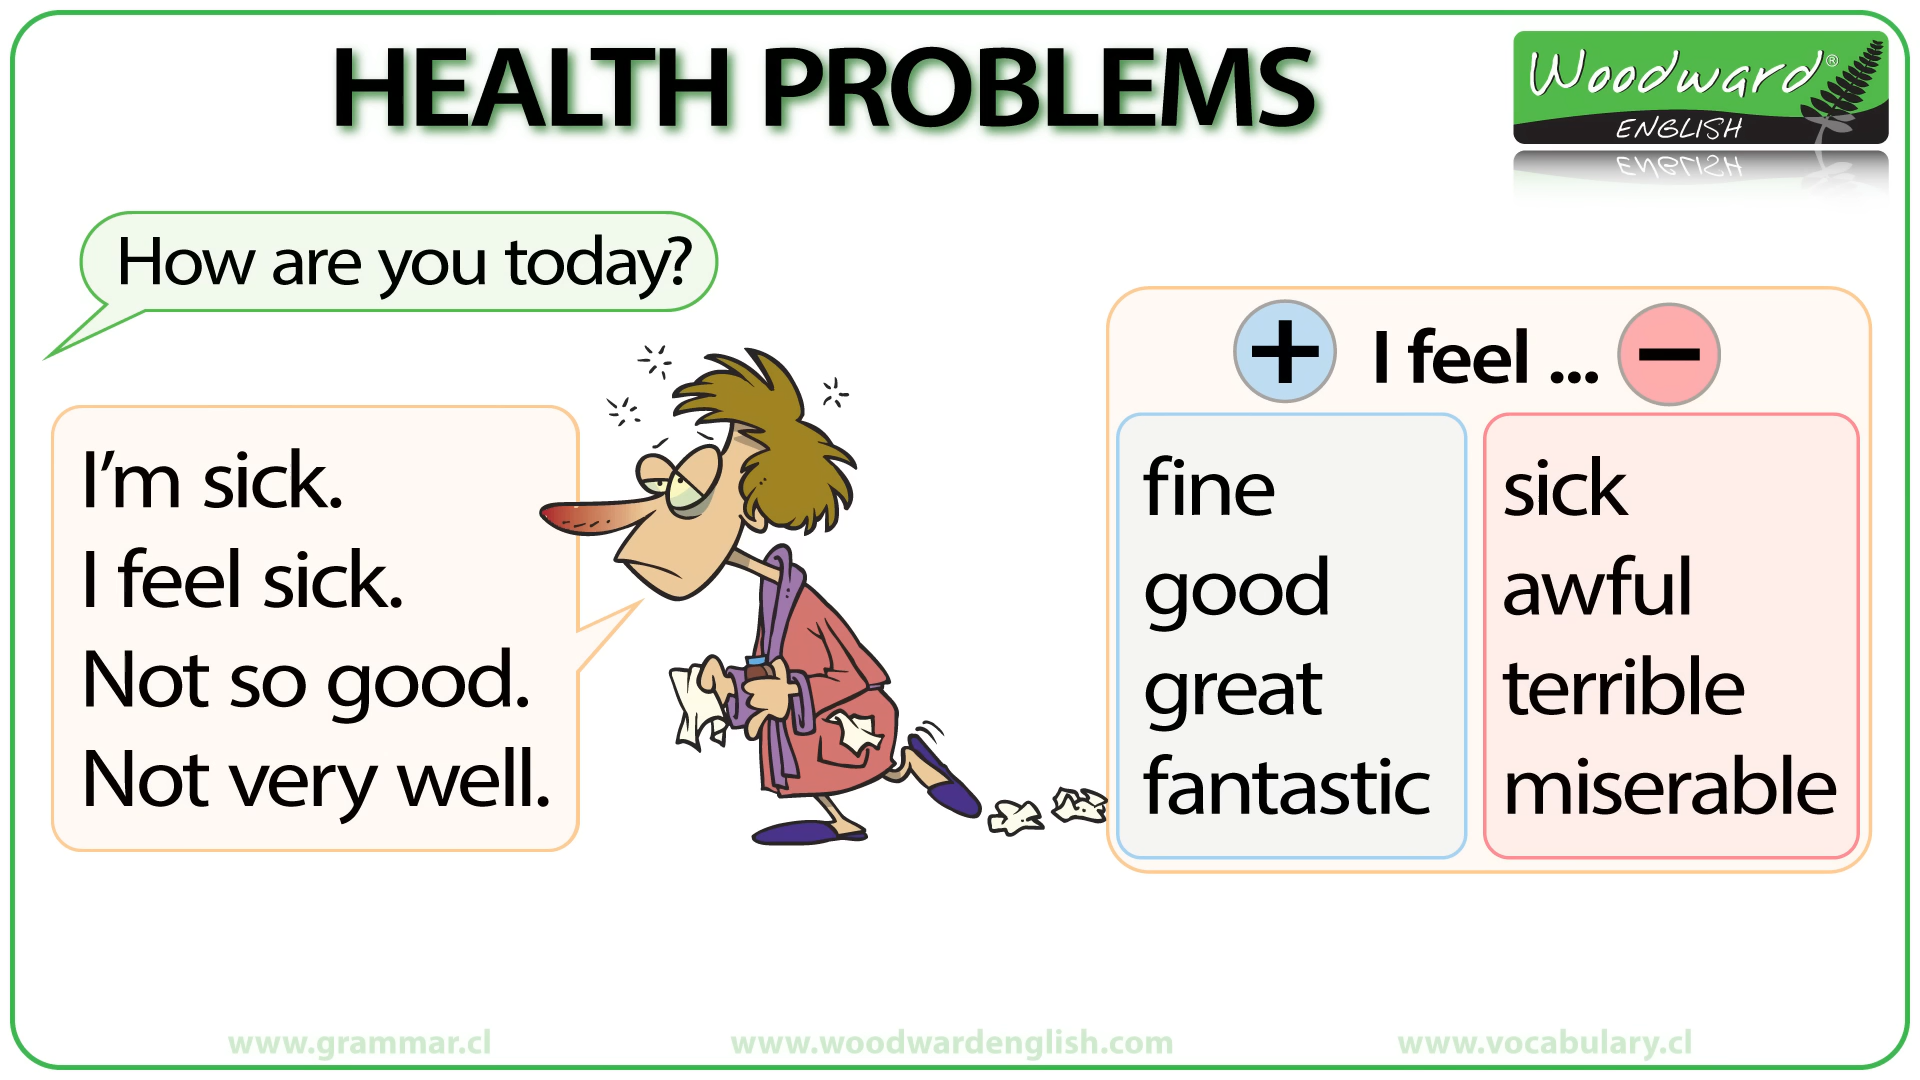 HEALTH PROBLEMS
Woodward®
ENGLISH
How are you today?
I'm sick.
I feel sick.
Not so good.
Not very well.
+ I feel ... −
fine
good
great
fantastic
sick
awful
terrible
miserable
www.grammar.cl
www.woodwardenglish.com
www.vocabulary.cl